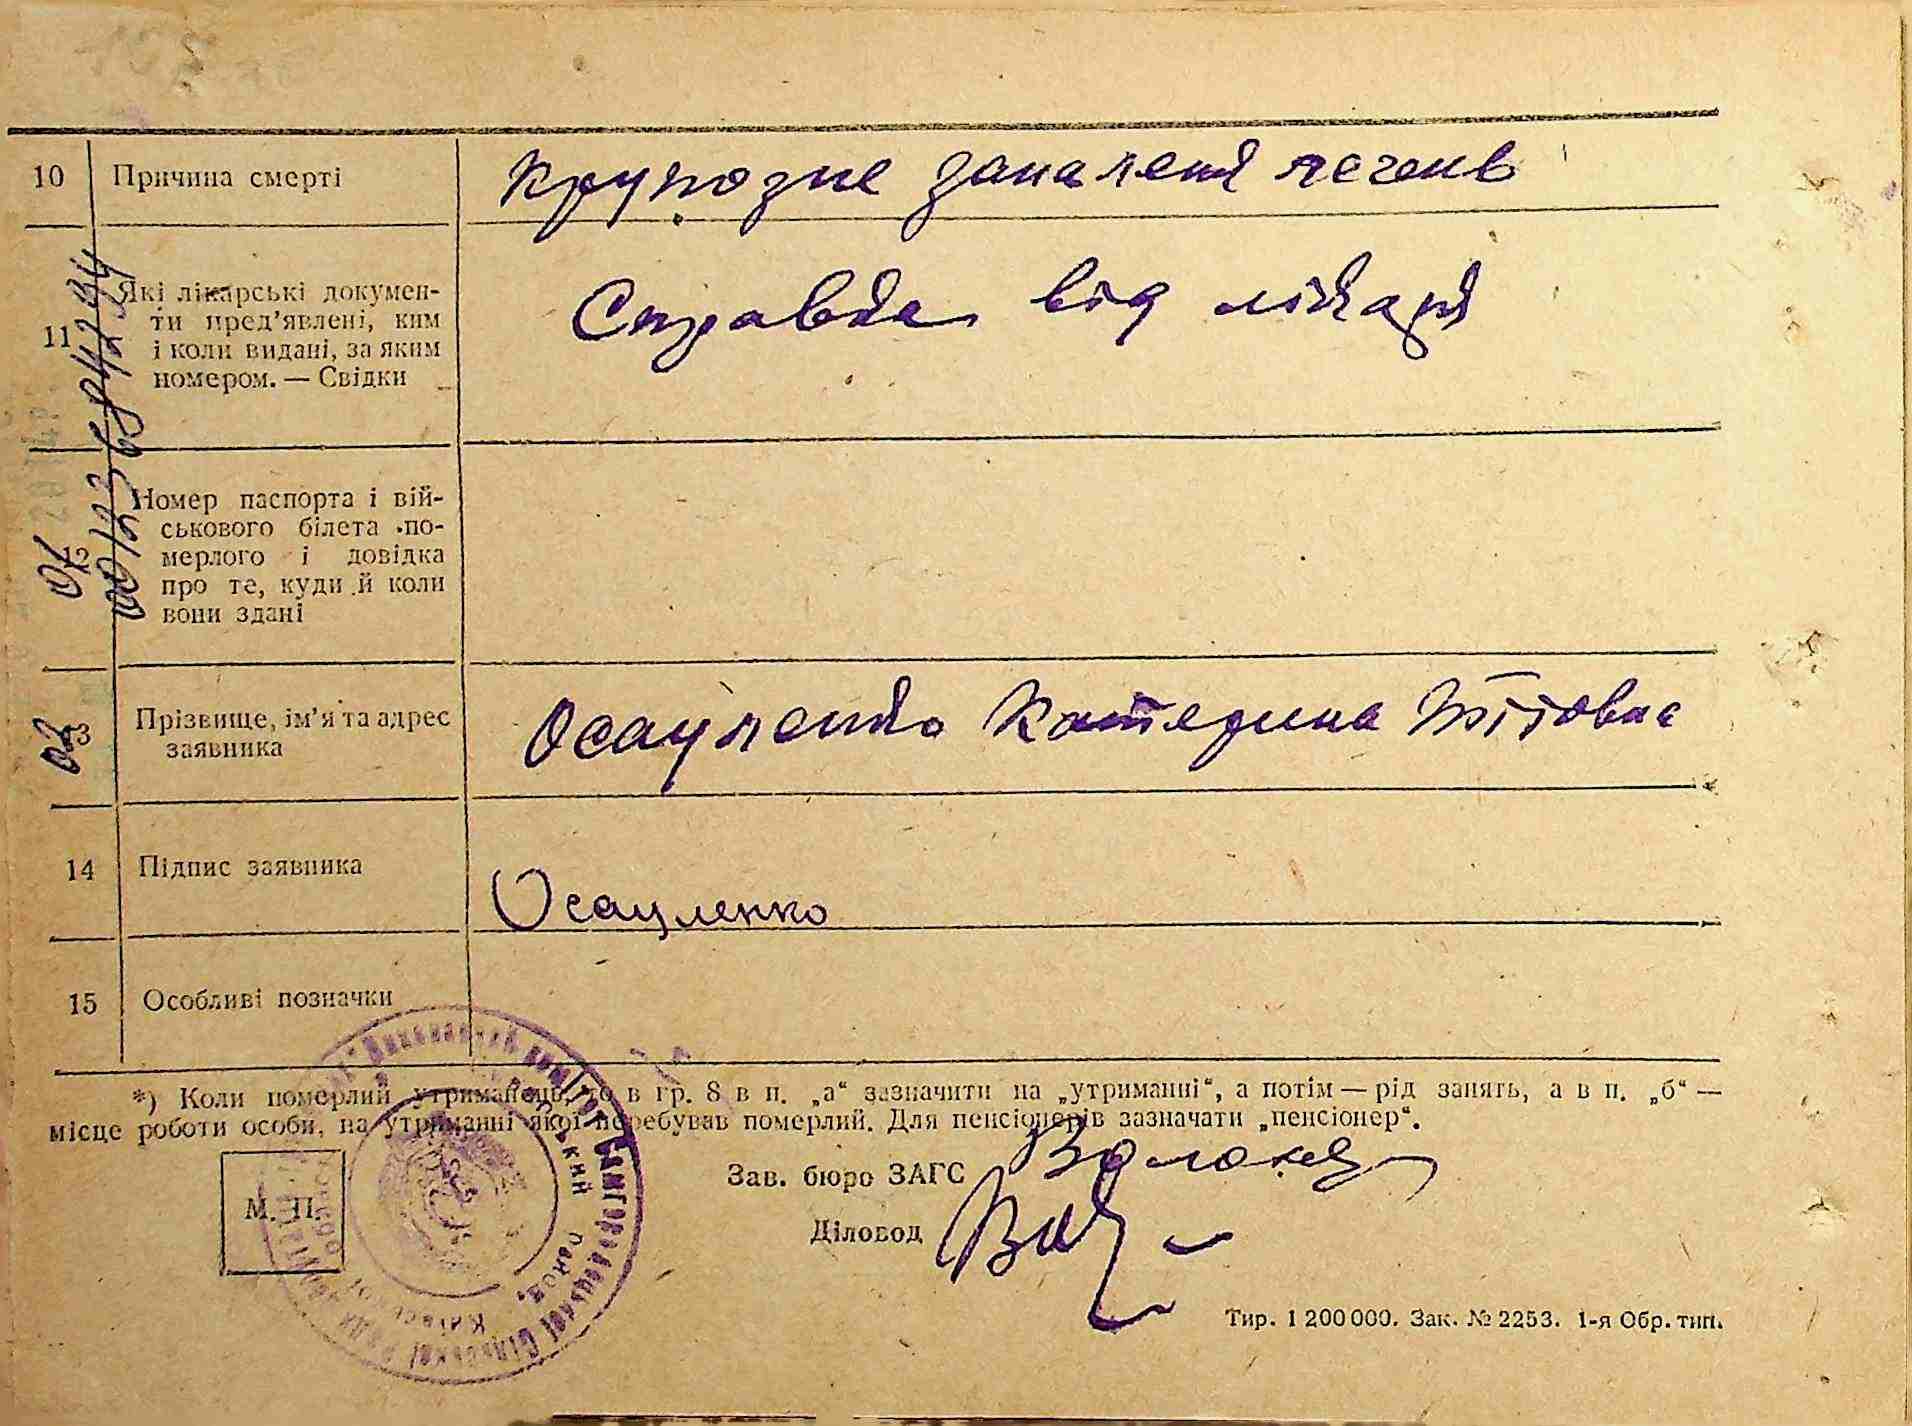 10 Причина смерті Крупозне запаленя легень
11 Які лікарські докумен-
ти пред’явлені, ким
і коли видані, за яким
номером. — Свідки
Справка від лікаря
12 Номер паспорта і вій-
ськового білета по-
мерлого і довідка
про те, куди й коли
вони здані
13 Прізвище, ім’я та адрес
заявника
Осауленко Катерина Тітовна
14 Підпис заявника Осауленко
15 Особливі позначки
*) Коли померлий утриманець, то в гр. 8 в п. „а“ зазначити на „утриманні“, а потім — рід занять, а в п. „б“ —
місце роботи особи, на утриманні якої перебував померлий. Для пенсіонерів зазначати „пенсіонер“.
М. П.
Зав. бюро ЗАГС
Діловод
Тир. 1 200 000. Зак. № 2253. 1-я Обр. тип.